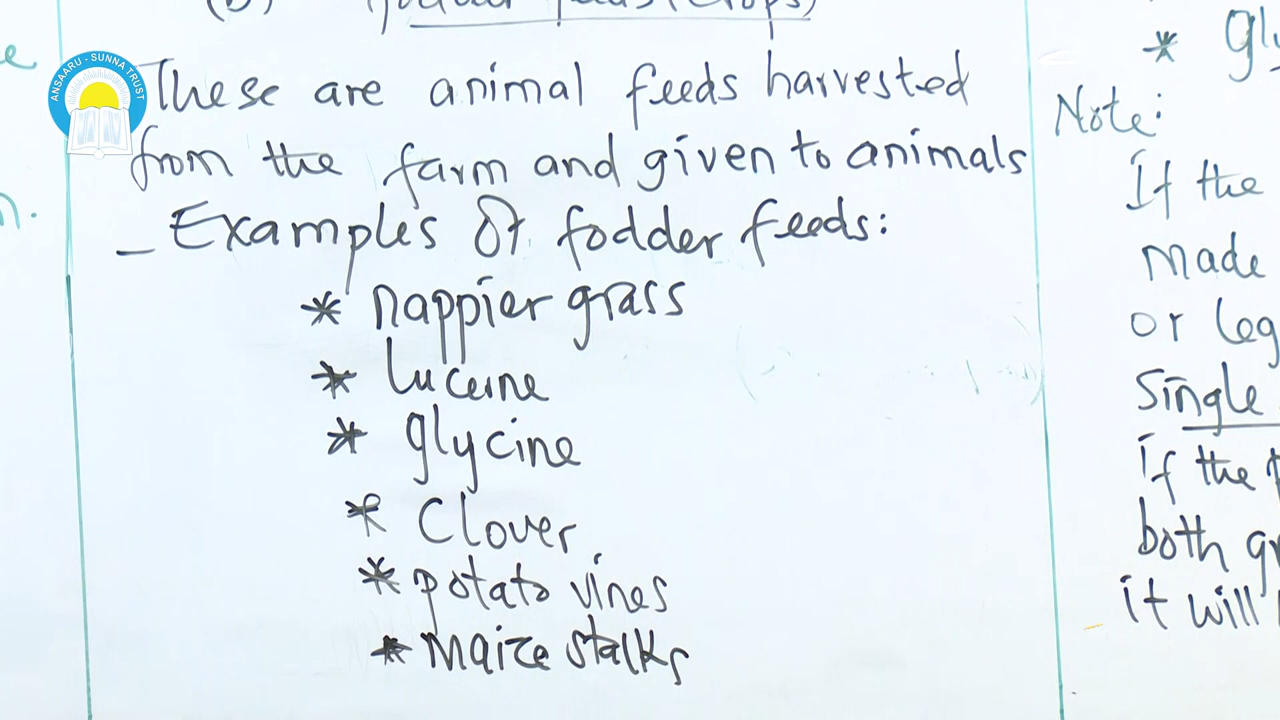 ANSAARU - SUNNA TRUST
These are animal feeds harvested
from the farm and given to animals
_ Examples of fodder feeds:
* nappier grass
* lucerne
* glycine
* Clover
* potato vines
* Maize stalks
*
Note:
If the
made
or leg
Single
if the
both gr
it will